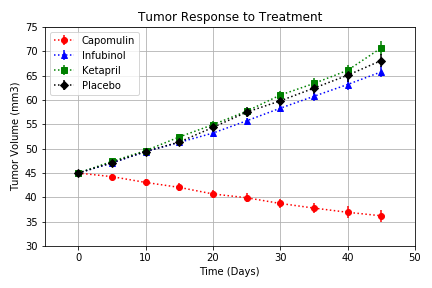 Tumor Response to Treatment
Capomulin
Infubinol
Ketapril
Placebo
Tumor Volume (mm3)
75
70
65
60
55
50
45
40
35
30
0 10 20 30 40 50
Time (Days)